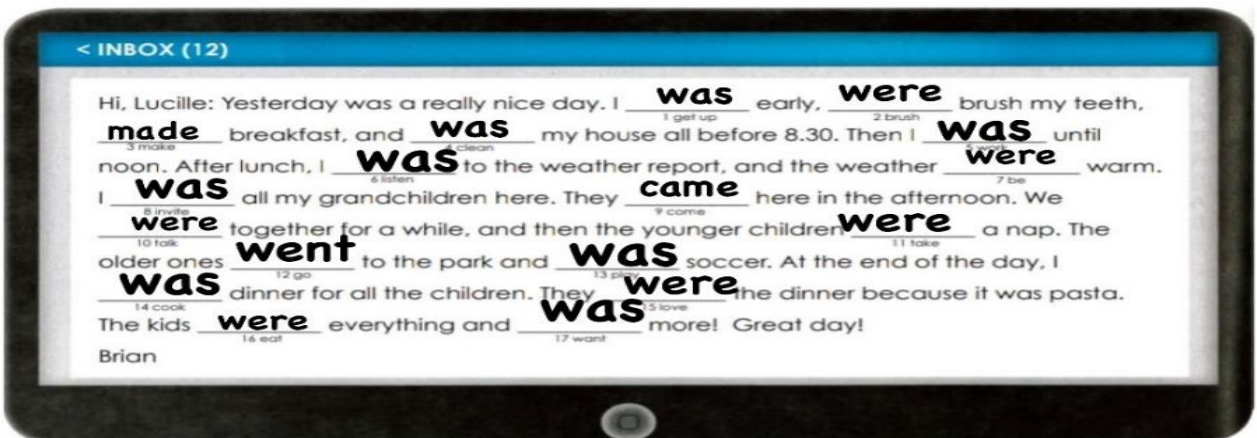 < INBOX (12)
Hi, Lucille: Yesterday was a really nice day. I was early, were brush my teeth,
1 get up 2 brush
made breakfast, and was my house all before 8.30. Then I was until
3 make 4 clean 5 work
noon. After lunch, I was to the weather report, and the weather were warm.
6 listen 7 be
I was all my grandchildren here. They came here in the afternoon. We
8 invite 9 come
were together for a while, and then the younger children were a nap. The
10 talk 11 take
older ones went to the park and was soccer. At the end of the day, I
12 go 13 play
was dinner for all the children. They were the dinner because it was pasta.
14 cook 15 love
The kids were everything and was more! Great day!
16 eat 17 want
Brian